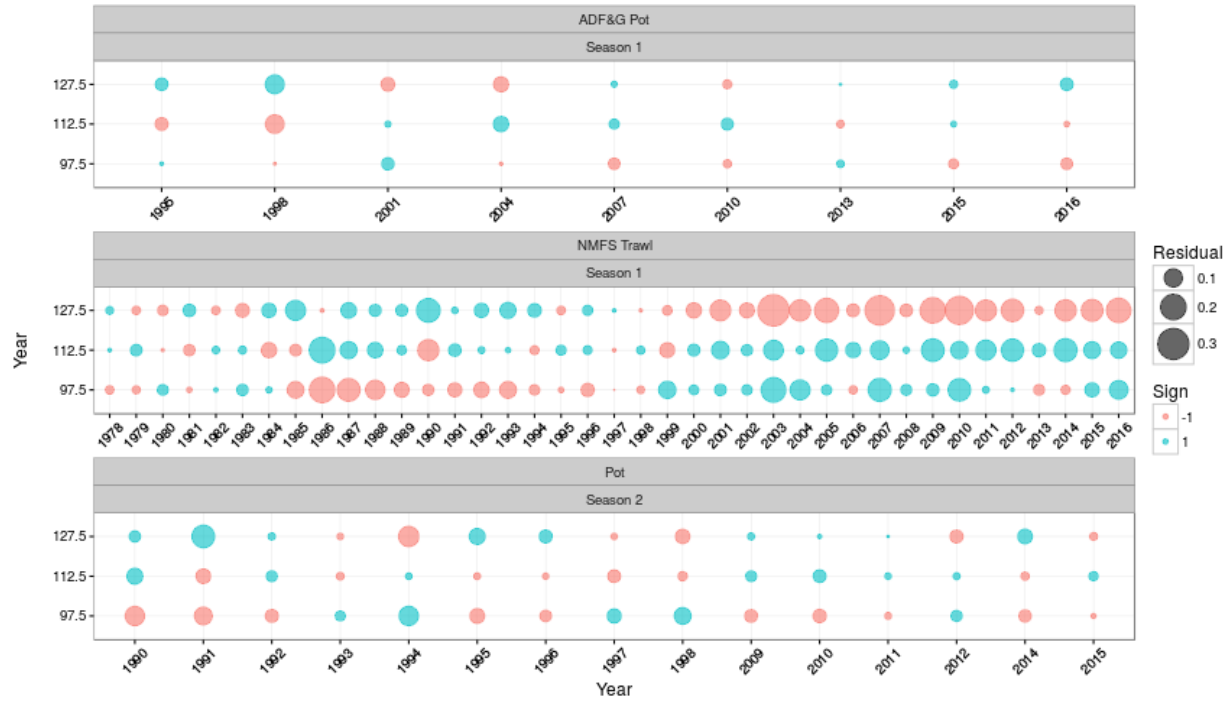 ADF&G Pot
Season 1
127.5
112.5
97.5
1995 1998 2001 2004 2007 2010 2013 2015 2016
NMFS Trawl
Season 1
127.5
112.5
97.5
1978 1979 1980 1981 1982 1983 1984 1985 1986 1987 1988 1989 1990 1991 1992 1993 1994 1995 1996 1997 1998 1999 2000 2001 2002 2003 2004 2005 2006 2007 2008 2009 2010 2011 2012 2013 2014 2015 2016
Pot
Season 2
127.5
112.5
97.5
1990 1991 1992 1993 1994 1995 1996 1997 1998 2009 2010 2011 2012 2014 2015
Year
Year
Residual
0.1
0.2
0.3
Sign
-1
1